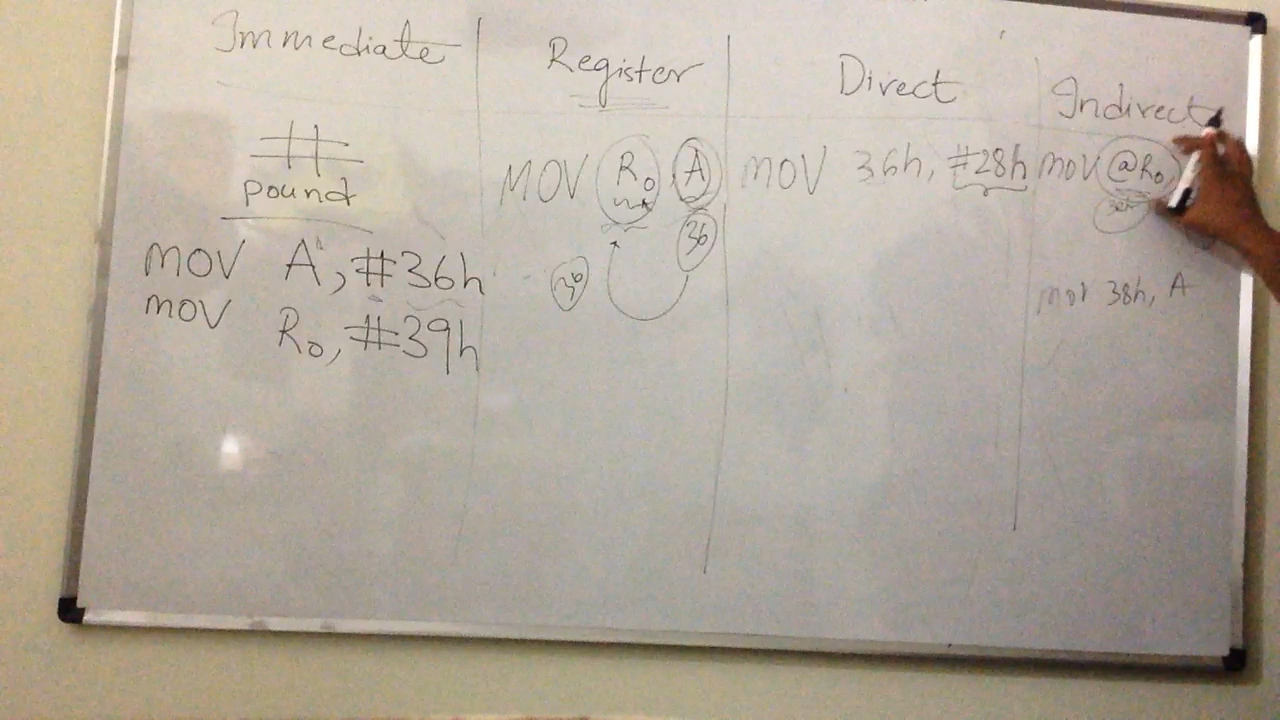 Immediate
#
pound
mov A, #36h
mov R0, #39h
Register
MOV R0, A
36
Direct
MOV 36h, #28h
Indirect
mov @R0,
mov 38h, A